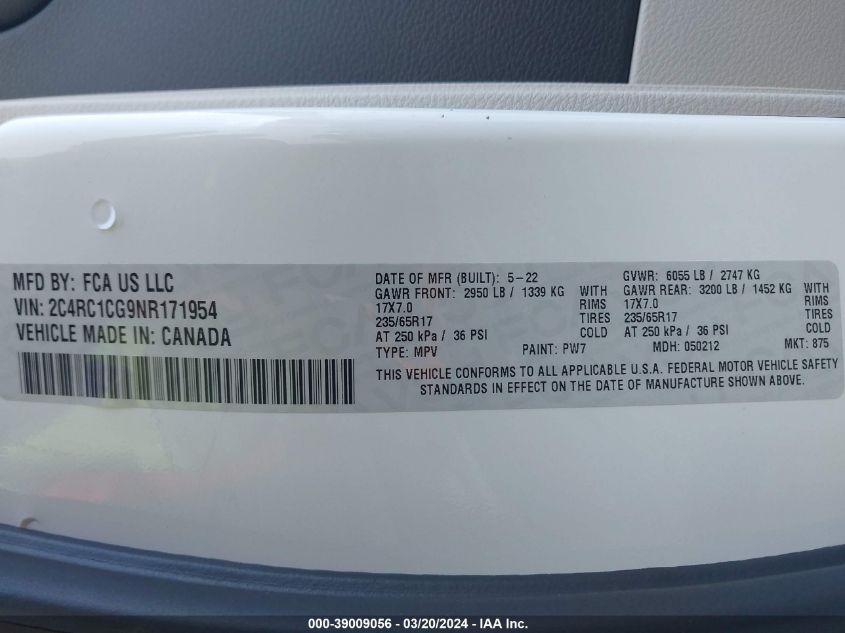 MFD BY: FCA US LLC
VIN: 2C4RC1CG9NR171954
VEHICLE MADE IN: CANADA
DATE OF MFR (BUILT): 5-22
GVWR: 6055 LB / 2747 KG
GAWR FRONT: 2950 LB / 1339 KG WITH
GAWR REAR: 3200 LB / 1452 KG WITH
17X7.0 RIMS
17X7.0 RIMS
235/65R17 TIRES
235/65R17 TIRES
AT 250 kPa / 36 PSI COLD
AT 250 kPa / 36 PSI COLD
TYPE: MPV PAINT: PW7 MDH: 050212 MKT: 875
THIS VEHICLE CONFORMS TO ALL APPLICABLE U.S.A. FEDERAL MOTOR VEHICLE SAFETY
STANDARDS IN EFFECT ON THE DATE OF MANUFACTURE SHOWN ABOVE.
000-39009056 - 03/20/2024 - IAA Inc.